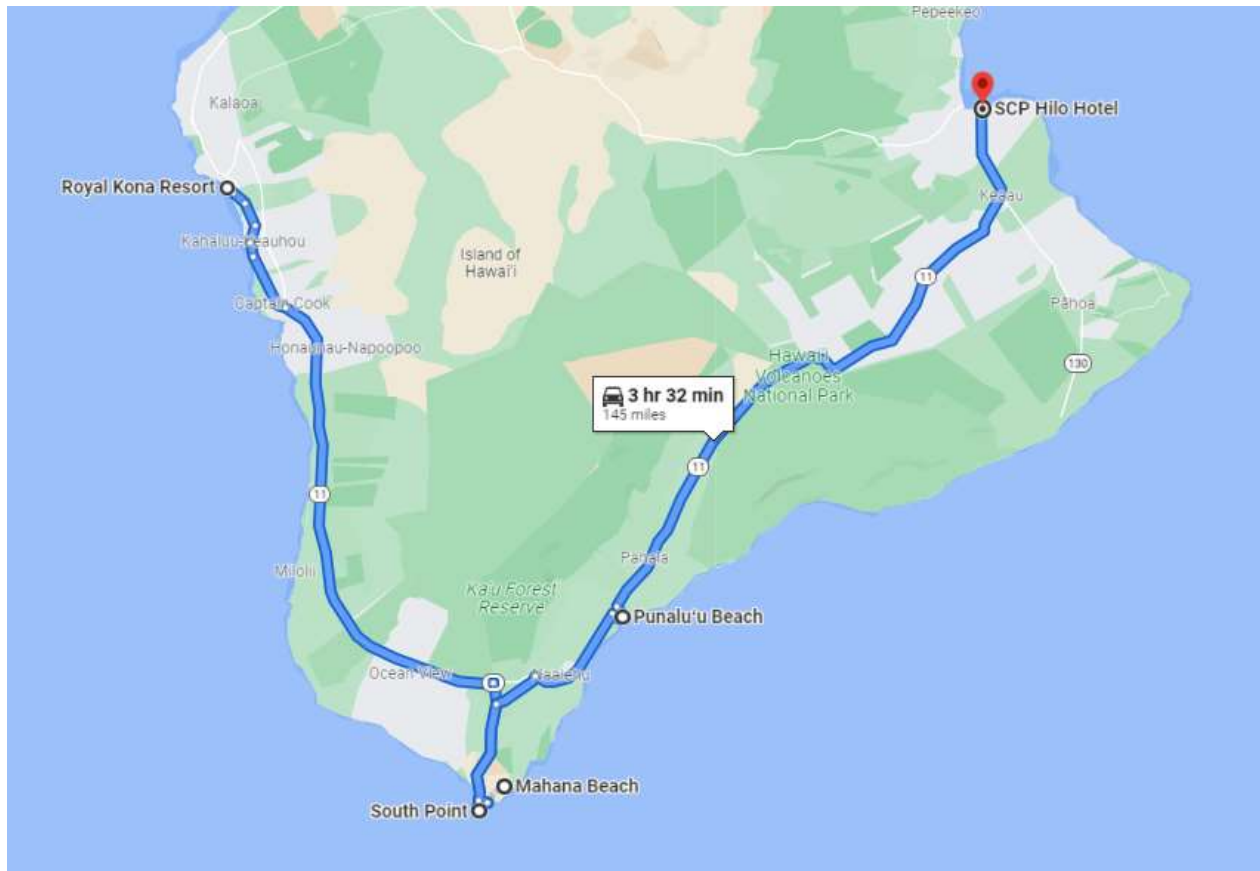 Pepeekeo
Kalaoa
SCP Hilo Hotel
Royal Kona Resort
Keaau
Kahaluu-Keauhou
Island of
Hawai'i
11
Captain Cook
Pāhoa
Honaunau-Napoopoo
Hawai'i
Volcanoes
National Park
130
3 hr 32 min
145 miles
11
11
Pahala
Milolii
Ka'u Forest
Reserve
Punalu'u Beach
Ocean View
Naalehu
Mahana Beach
South Point